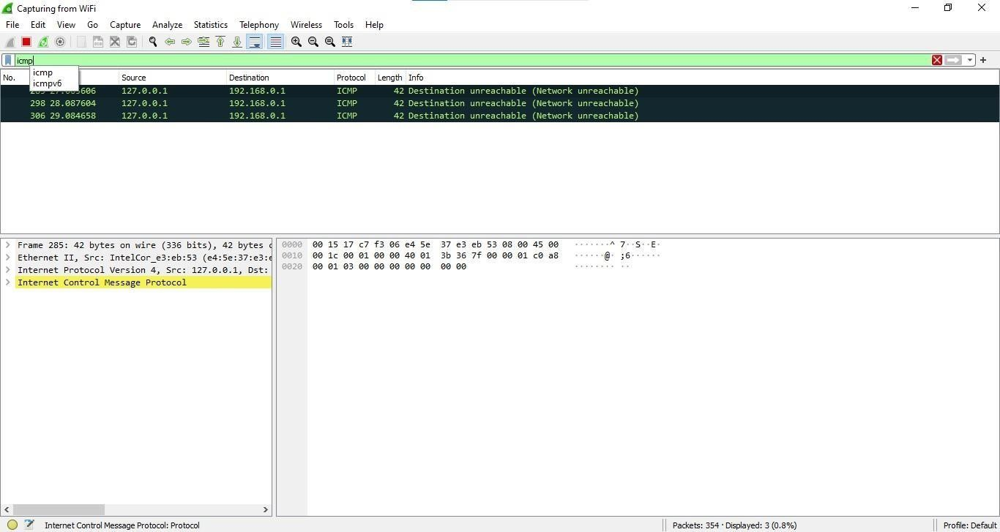 Capturing from WiFi
File Edit View Go Capture Analyze Statistics Telephony Wireless Tools Help
icmp
icmp
icmpv6
No. Source Destination Protocol Length Info
127.0.0.1 192.168.0.1 ICMP 42 Destination unreachable (Network unreachable)
298 28.087604 127.0.0.1 192.168.0.1 ICMP 42 Destination unreachable (Network unreachable)
306 29.084658 127.0.0.1 192.168.0.1 ICMP 42 Destination unreachable (Network unreachable)
Frame 285: 42 bytes on wire (336 bits), 42 bytes c
Ethernet II, Src: IntelCor_e3:eb:53 (e4:5e:37:e3:e
Internet Protocol Version 4, Src: 127.0.0.1, Dst:
Internet Control Message Protocol
0000 00 15 17 c7 f3 06 e4 5e 37 e3 eb 53 08 00 45 00 ·······^ 7··S··E·
0010 00 1c 00 01 00 00 40 01 3b 36 7f 00 00 01 c0 a8 ······@· ;6······
0020 00 01 03 00 00 00 00 00 00 00 ········ ··
Internet Control Message Protocol: Protocol
Packets: 354 · Displayed: 3 (0.8%)
Profile: Default